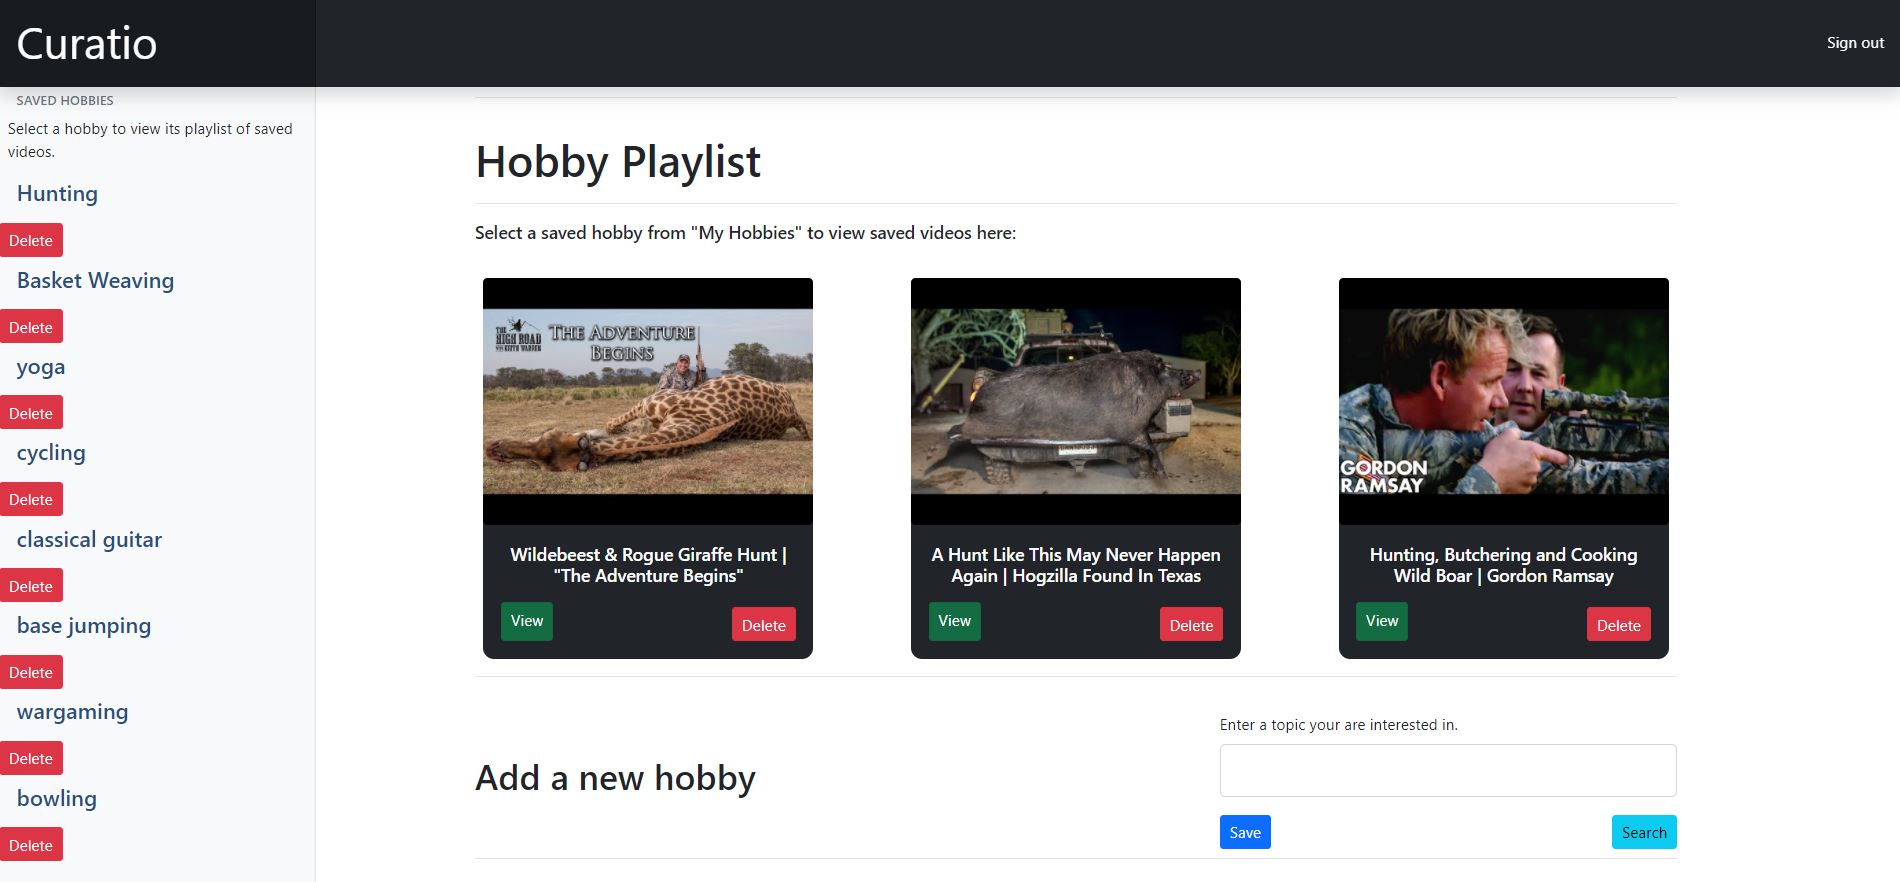 Curatio
Sign out
SAVED HOBBIES
Select a hobby to view its playlist of saved
videos.
Hunting
Delete
Basket Weaving
Delete
yoga
Delete
cycling
Delete
classical guitar
Delete
base jumping
Delete
wargaming
Delete
bowling
Delete
Hobby Playlist
Select a saved hobby from "My Hobbies" to view saved videos here:
THE
HIGH ROAD
WITH KEITH WARREN
THE ADVENTURE
BEGINS
Wildebeest & Rogue Giraffe Hunt |
"The Adventure Begins"
View
Delete
A Hunt Like This May Never Happen
Again | Hogzilla Found In Texas
View
Delete
GORDON
RAMSAY
Hunting, Butchering and Cooking
Wild Boar | Gordon Ramsay
View
Delete
Add a new hobby
Enter a topic your are interested in.
Save
Search